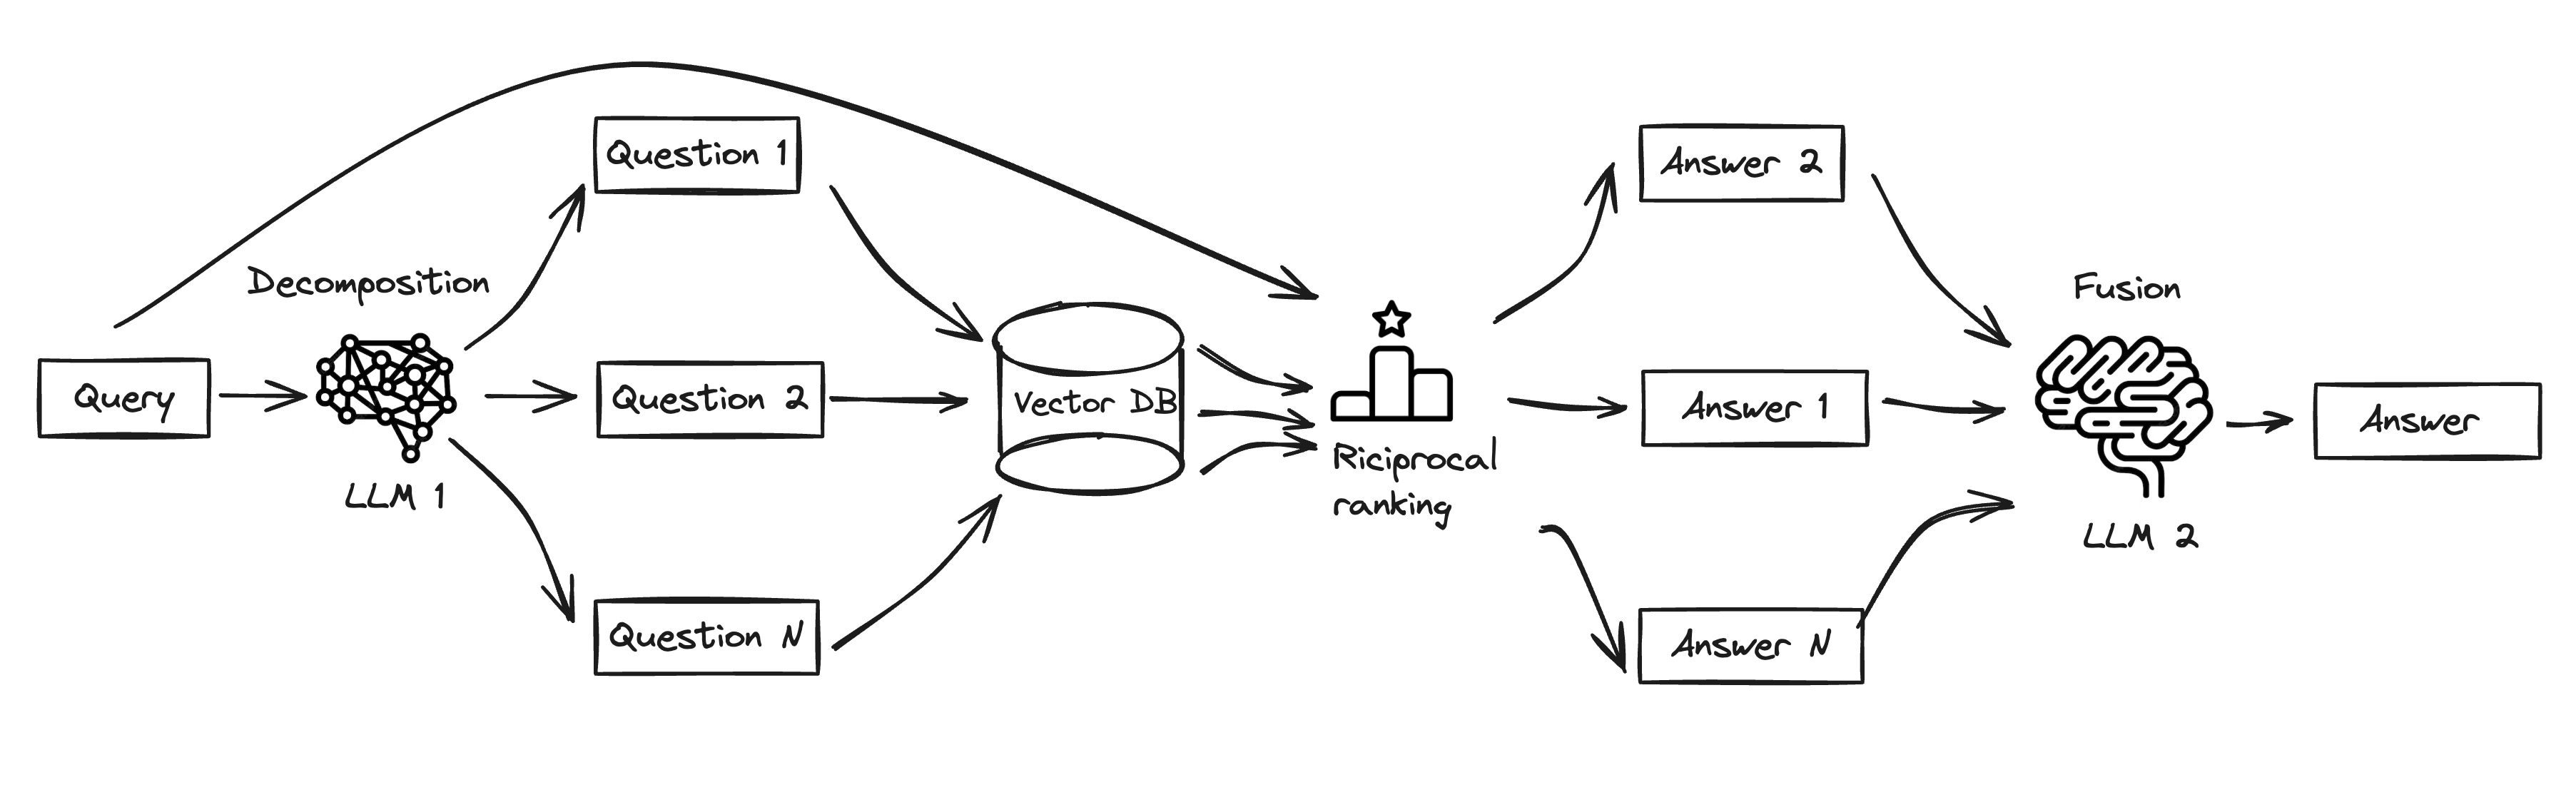 Query
Decomposition
LLM 1
Question 1
Question 2
Question N
Vector DB
Riciprocal
ranking
Answer 2
Answer 1
Answer N
Fusion
LLM 2
Answer